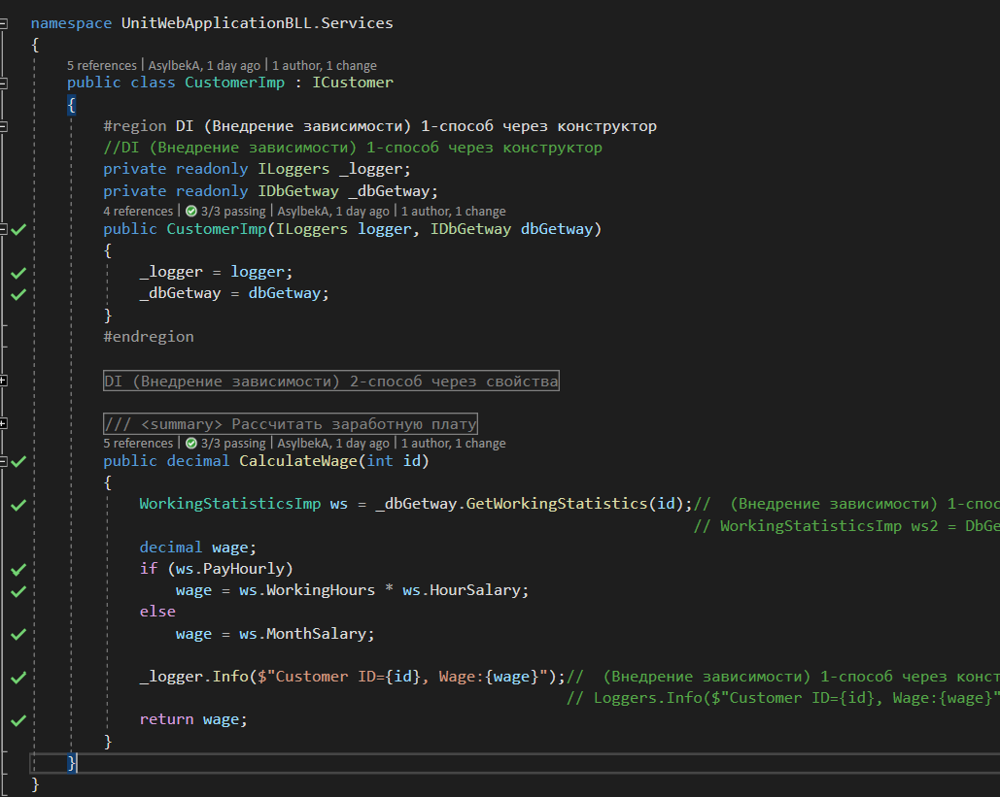 namespace UnitWebApplicationBLL.Services
{
5 references | AsylbekA, 1 day ago | 1 author, 1 change
public class CustomerImp : ICustomer
{
#region DI (Внедрение зависимости) 1-способ через конструктор
//DI (Внедрение зависимости) 1-способ через конструктор
private readonly ILoggers _logger;
private readonly IDbGetway _dbGetway;
4 references | 3/3 passing | AsylbekA, 1 day ago | 1 author, 1 change
public CustomerImp(ILoggers logger, IDbGetway dbGetway)
{
_logger = logger;
_dbGetway = dbGetway;
}
#endregion
DI (Внедрение зависимости) 2-способ через свойства
/// <summary> Рассчитать заработную плату
5 references | 3/3 passing | AsylbekA, 1 day ago | 1 author, 1 change
public decimal CalculateWage(int id)
{
WorkingStatisticsImp ws = _dbGetway.GetWorkingStatistics(id);// (Внедрение зависимости) 1-спос
// WorkingStatisticsImp ws2 = DbGe
decimal wage;
if (ws.PayHourly)
wage = ws.WorkingHours * ws.HourSalary;
else
wage = ws.MonthSalary;
_logger.Info($"Customer ID={id}, Wage:{wage}");// (Внедрение зависимости) 1-способ через конст
// Loggers.Info($"Customer ID={id}, Wage:{wage}"
return wage;
}
}
}